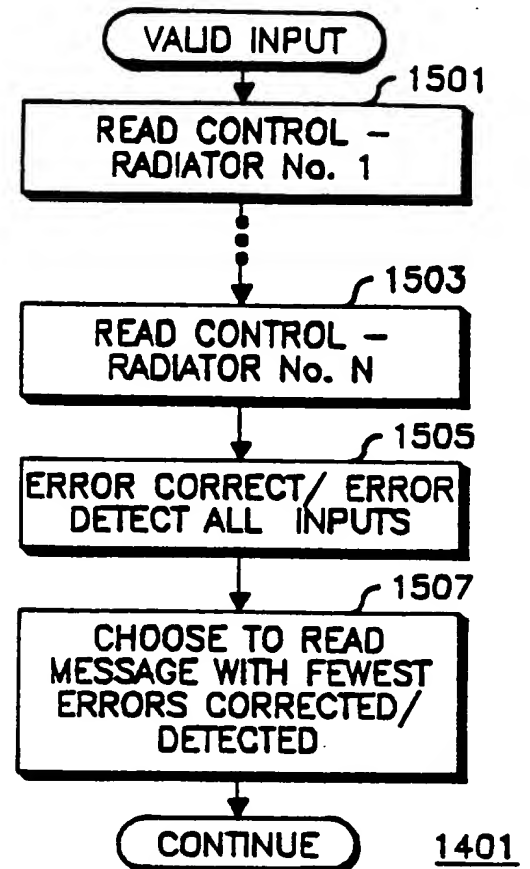 VALID INPUT
1501
READ CONTROL –
RADIATOR No. 1
1503
READ CONTROL –
RADIATOR No. N
1505
ERROR CORRECT/ ERROR
DETECT ALL INPUTS
1507
CHOOSE TO READ
MESSAGE WITH FEWEST
ERRORS CORRECTED/
DETECTED
CONTINUE
1401